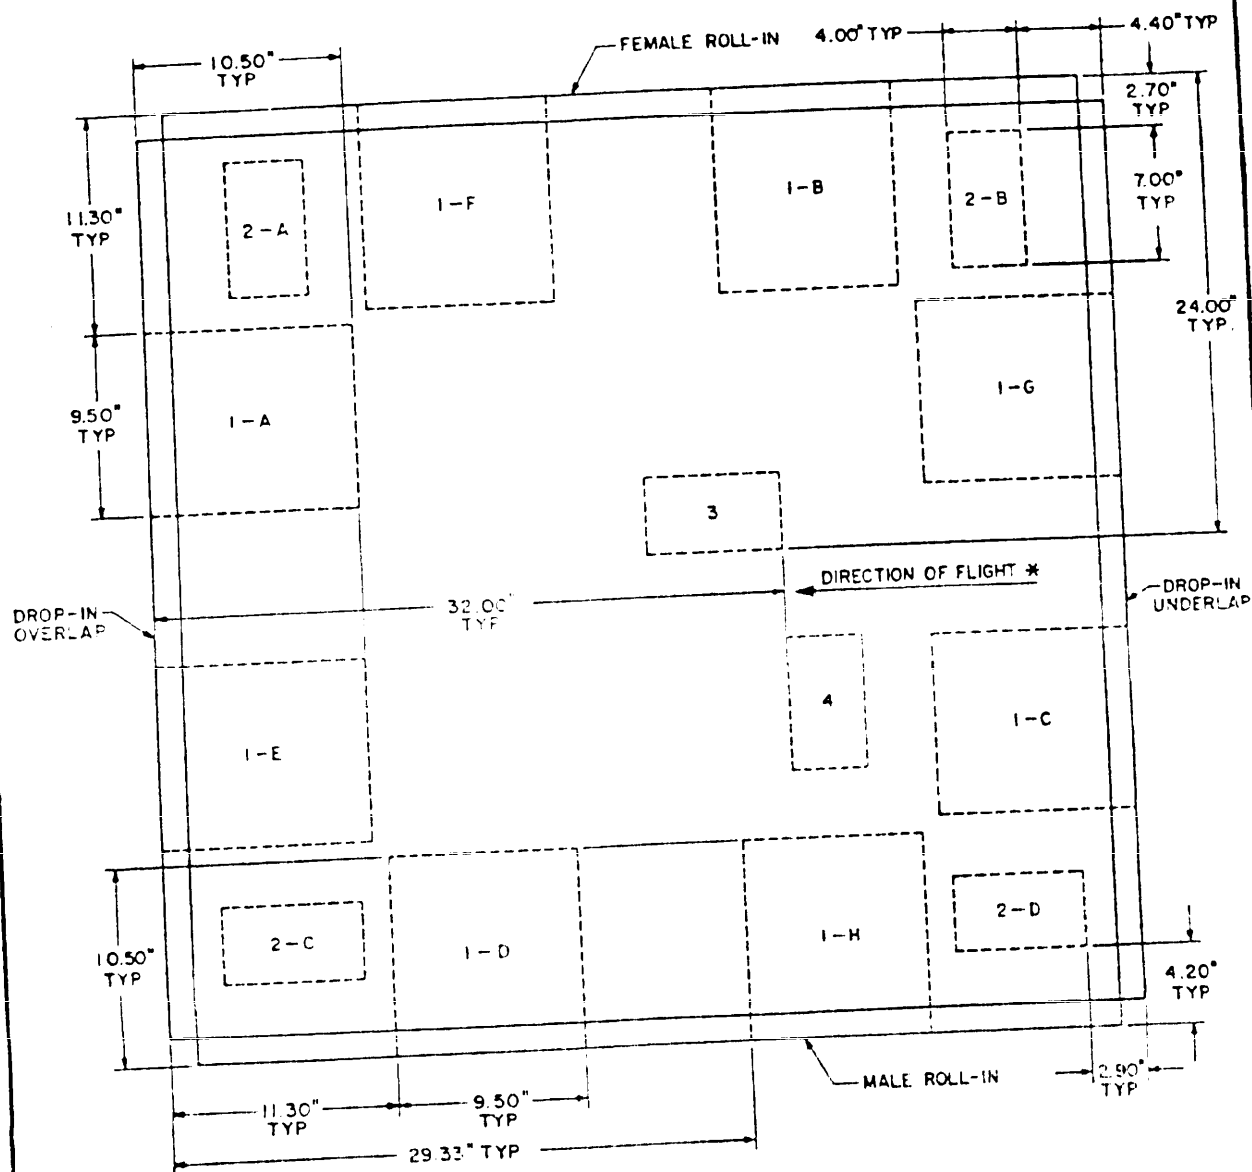 4.40" TYP
FEMALE ROLL-IN
4.00" TYP
10.50"
TYP
2.70"
TYP
1-B
7.00"
TYP
2-B
1-F
11.30"
TYP
2-A
24.00"
TYP.
1-G
9.50"
TYP
1-A
3
DIRECTION OF FLIGHT *
DROP-IN
UNDERLAP
32.00"
TYP
DROP-IN
OVERLAP
4
1-C
1-E
2-D
1-H
2-C
1-D
10.50"
TYP
4.20"
TYP
MALE ROLL-IN
2.90"
TYP
11.30"
TYP
9.50"
TYP
29.33" TYP